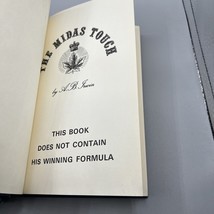 THE MIDAS TOUCH
by A.B. Irwin
THIS BOOK
DOES NOT CONTAIN
HIS WINNING FORMULA